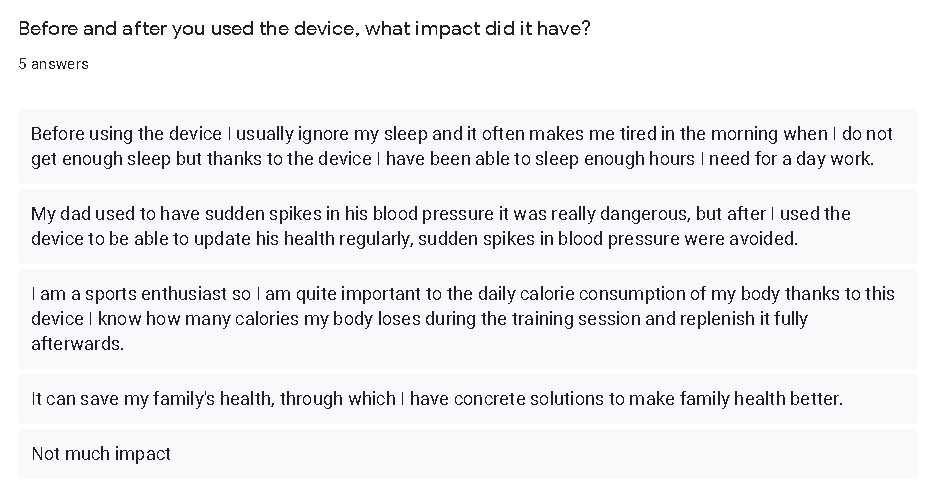 Before and after you used the device, what impact did it have?
5 answers
Before using the device I usually ignore my sleep and it often makes me tired in the morning when I do not
get enough sleep but thanks to the device I have been able to sleep enough hours I need for a day work.
My dad used to have sudden spikes in his blood pressure it was really dangerous, but after I used the
device to be able to update his health regularly, sudden spikes in blood pressure were avoided.
I am a sports enthusiast so I am quite important to the daily calorie consumption of my body thanks to this
device I know how many calories my body loses during the training session and replenish it fully
afterwards.
It can save my family's health, through which I have concrete solutions to make family health better.
Not much impact